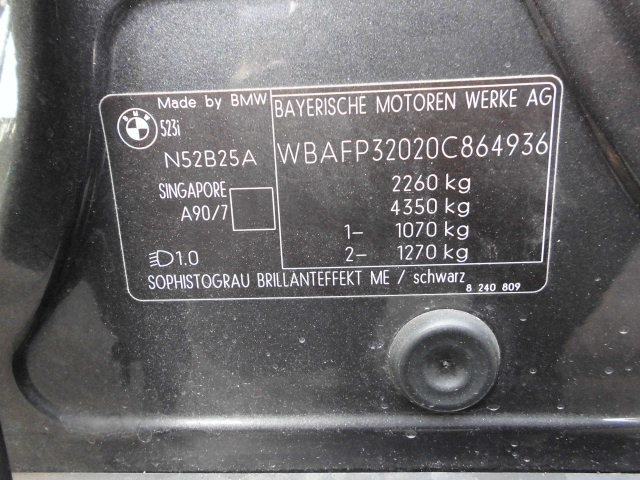 Made by BMW
BMW
523i
N52B25A
SINGAPORE
A90/7
1.0
BAYERISCHE MOTOREN WERKE AG
WBAFP32020C864936
2260 kg
4350 kg
1- 1070 kg
2- 1270 kg
SOPHISTOGRAU BRILLANTEFFEKT ME / schwarz
8 240 809